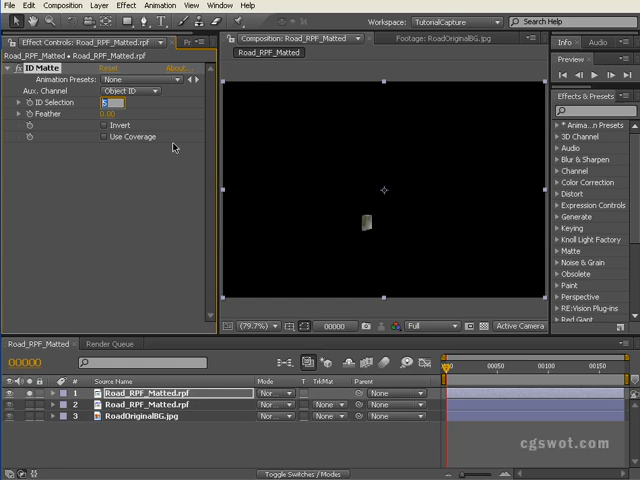 File Edit Composition Layer Effect Animation View Window Help
Workspace: TutorialCapture Search Help
Effect Controls: Road_RPF_Matted.rpf Pr
Composition: Road_RPF_Matted Footage: RoadOriginalBG.jpg
Info Audio
Road_RPF_Matted • Road_RPF_Matted.rpf
Road_RPF_Matted
Preview
fx ID Matte Reset About...
Animation Presets: None
Aux. Channel Object ID
ID Selection 5
Feather 0.00
Invert
Use Coverage
Effects & Presets
* Anima...n Presets
3D Channel
Audio
Blur & Sharpen
Channel
Color Correction
Distort
Expression Controls
Generate
Keying
Knoll Light Factory
Matte
Noise & Grain
Obsolete
Paint
Perspective
RE:Vision Plug-ins
Red Giant
(79.7%) 00000 Full Active Camera
Road_RPF_Matted Render Queue
00000
00050 00100 00150
# Source Name Mode T TrkMat Parent
1 Road_RPF_Matted.rpf Nor... None
2 Road_RPF_Matted.rpf Nor... None None
3 RoadOriginalBG.jpg Nor... None None
cgswot.com
Toggle Switches / Modes